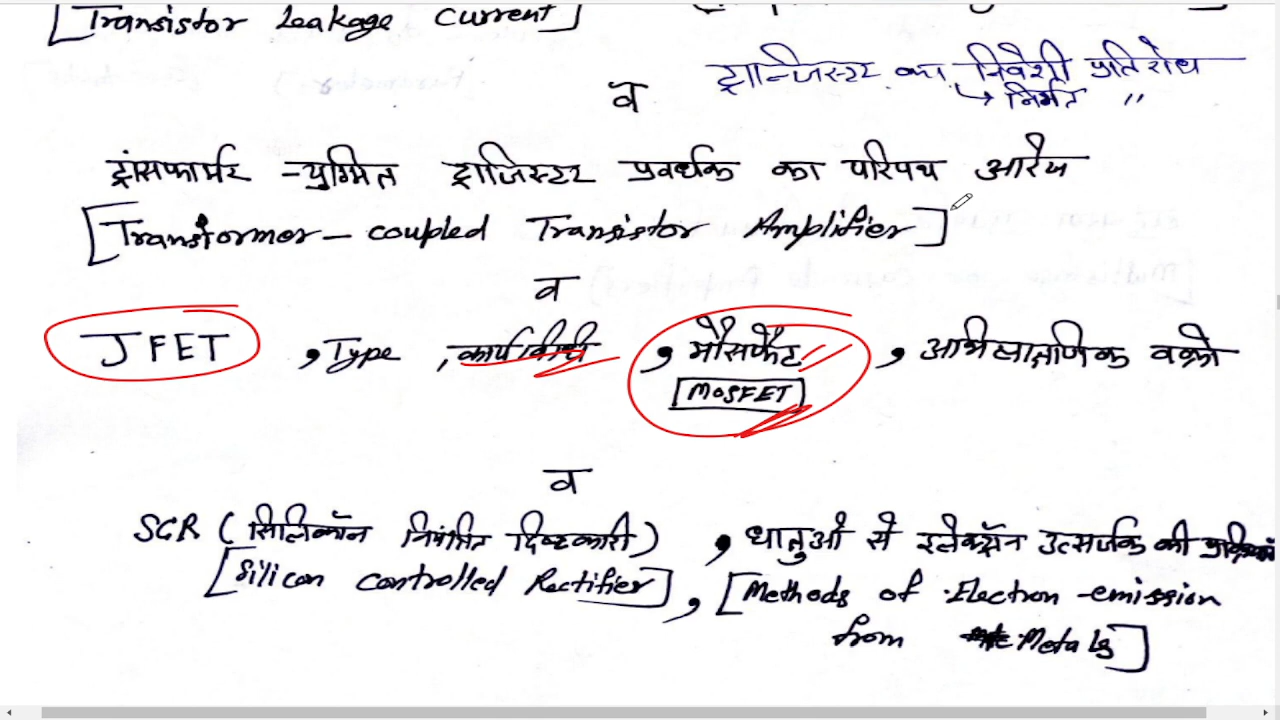 [Transistor Leakage Current]
ट्रान्जिस्टर का निवेशी प्रतिरोध
↳ निर्गत "
व
ट्रांसफार्मर -युग्मित ट्रांजिस्टर प्रवर्धक का परिपथ आरेख
[Transformer - coupled Transistor Amplifier]
व
JFET , Type , कार्यविधि , मौसफैट , अभिलाक्षणिक वक्रो
[MOSFET]
व
SCR (सिलिकॉन नियंत्रित दिष्टकारी) , धातुओं से इलेक्ट्रॉन उत्सर्जक की
[Silicon controlled Rectifier] , [Methods of Electron-emission
from Metals]